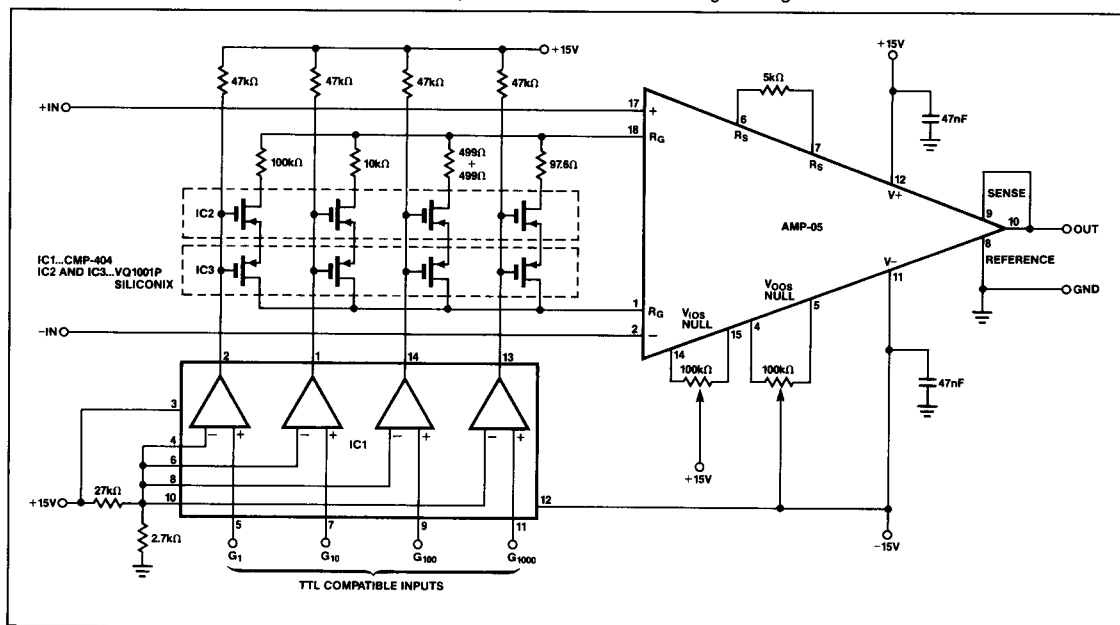 +15V
47kΩ 47kΩ 47kΩ 47kΩ
+IN
100kΩ 10kΩ 499Ω + 499Ω 97.6Ω
IC2
IC3
IC1...CMP-404
IC2 AND IC3...VQ1001P
SILICONIX
-IN
2 1 14 13
3
4
6
8
10
- + - + - + - +
IC1
12
+15V 27kΩ
2.7kΩ
5 7 9 11
G1 G10 G100 G1000
TTL COMPATIBLE INPUTS
17 +
18 RG
1 RG
2 -
5kΩ
6 7
RS RS
AMP-05
+15V
47nF
12
V+
SENSE
9
10 OUT
8
REFERENCE
GND
V-
11
VIOS
NULL
14 15
100kΩ
+15V
VOOS
NULL
4 5
100kΩ
47nF
-15V